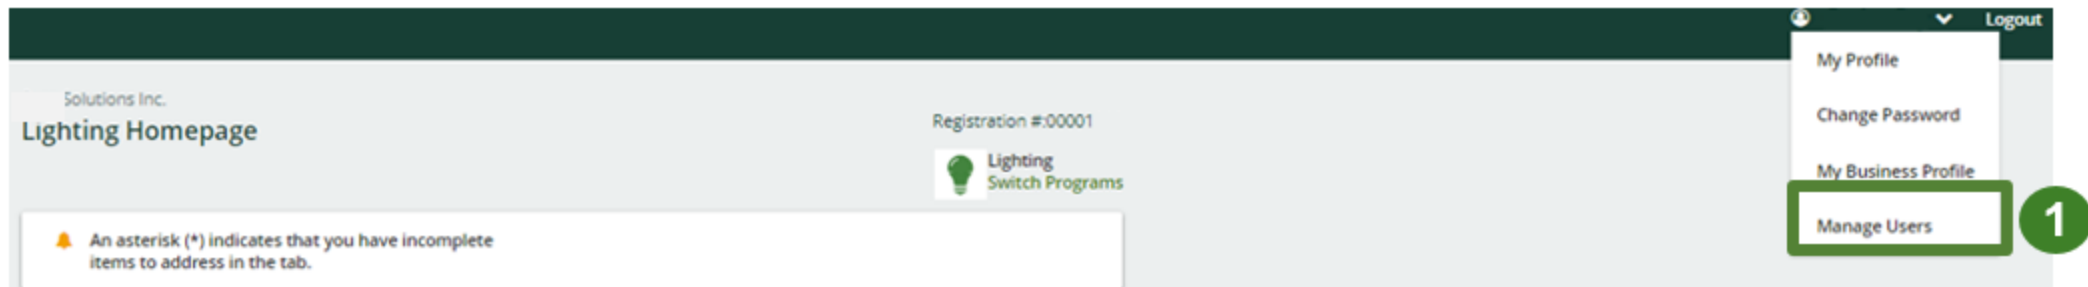 Logout
My Profile
Change Password
My Business Profile
Manage Users
1
Solutions Inc.
Lighting Homepage
Registration #:00001
Lighting
Switch Programs
An asterisk (*) indicates that you have incomplete
items to address in the tab.